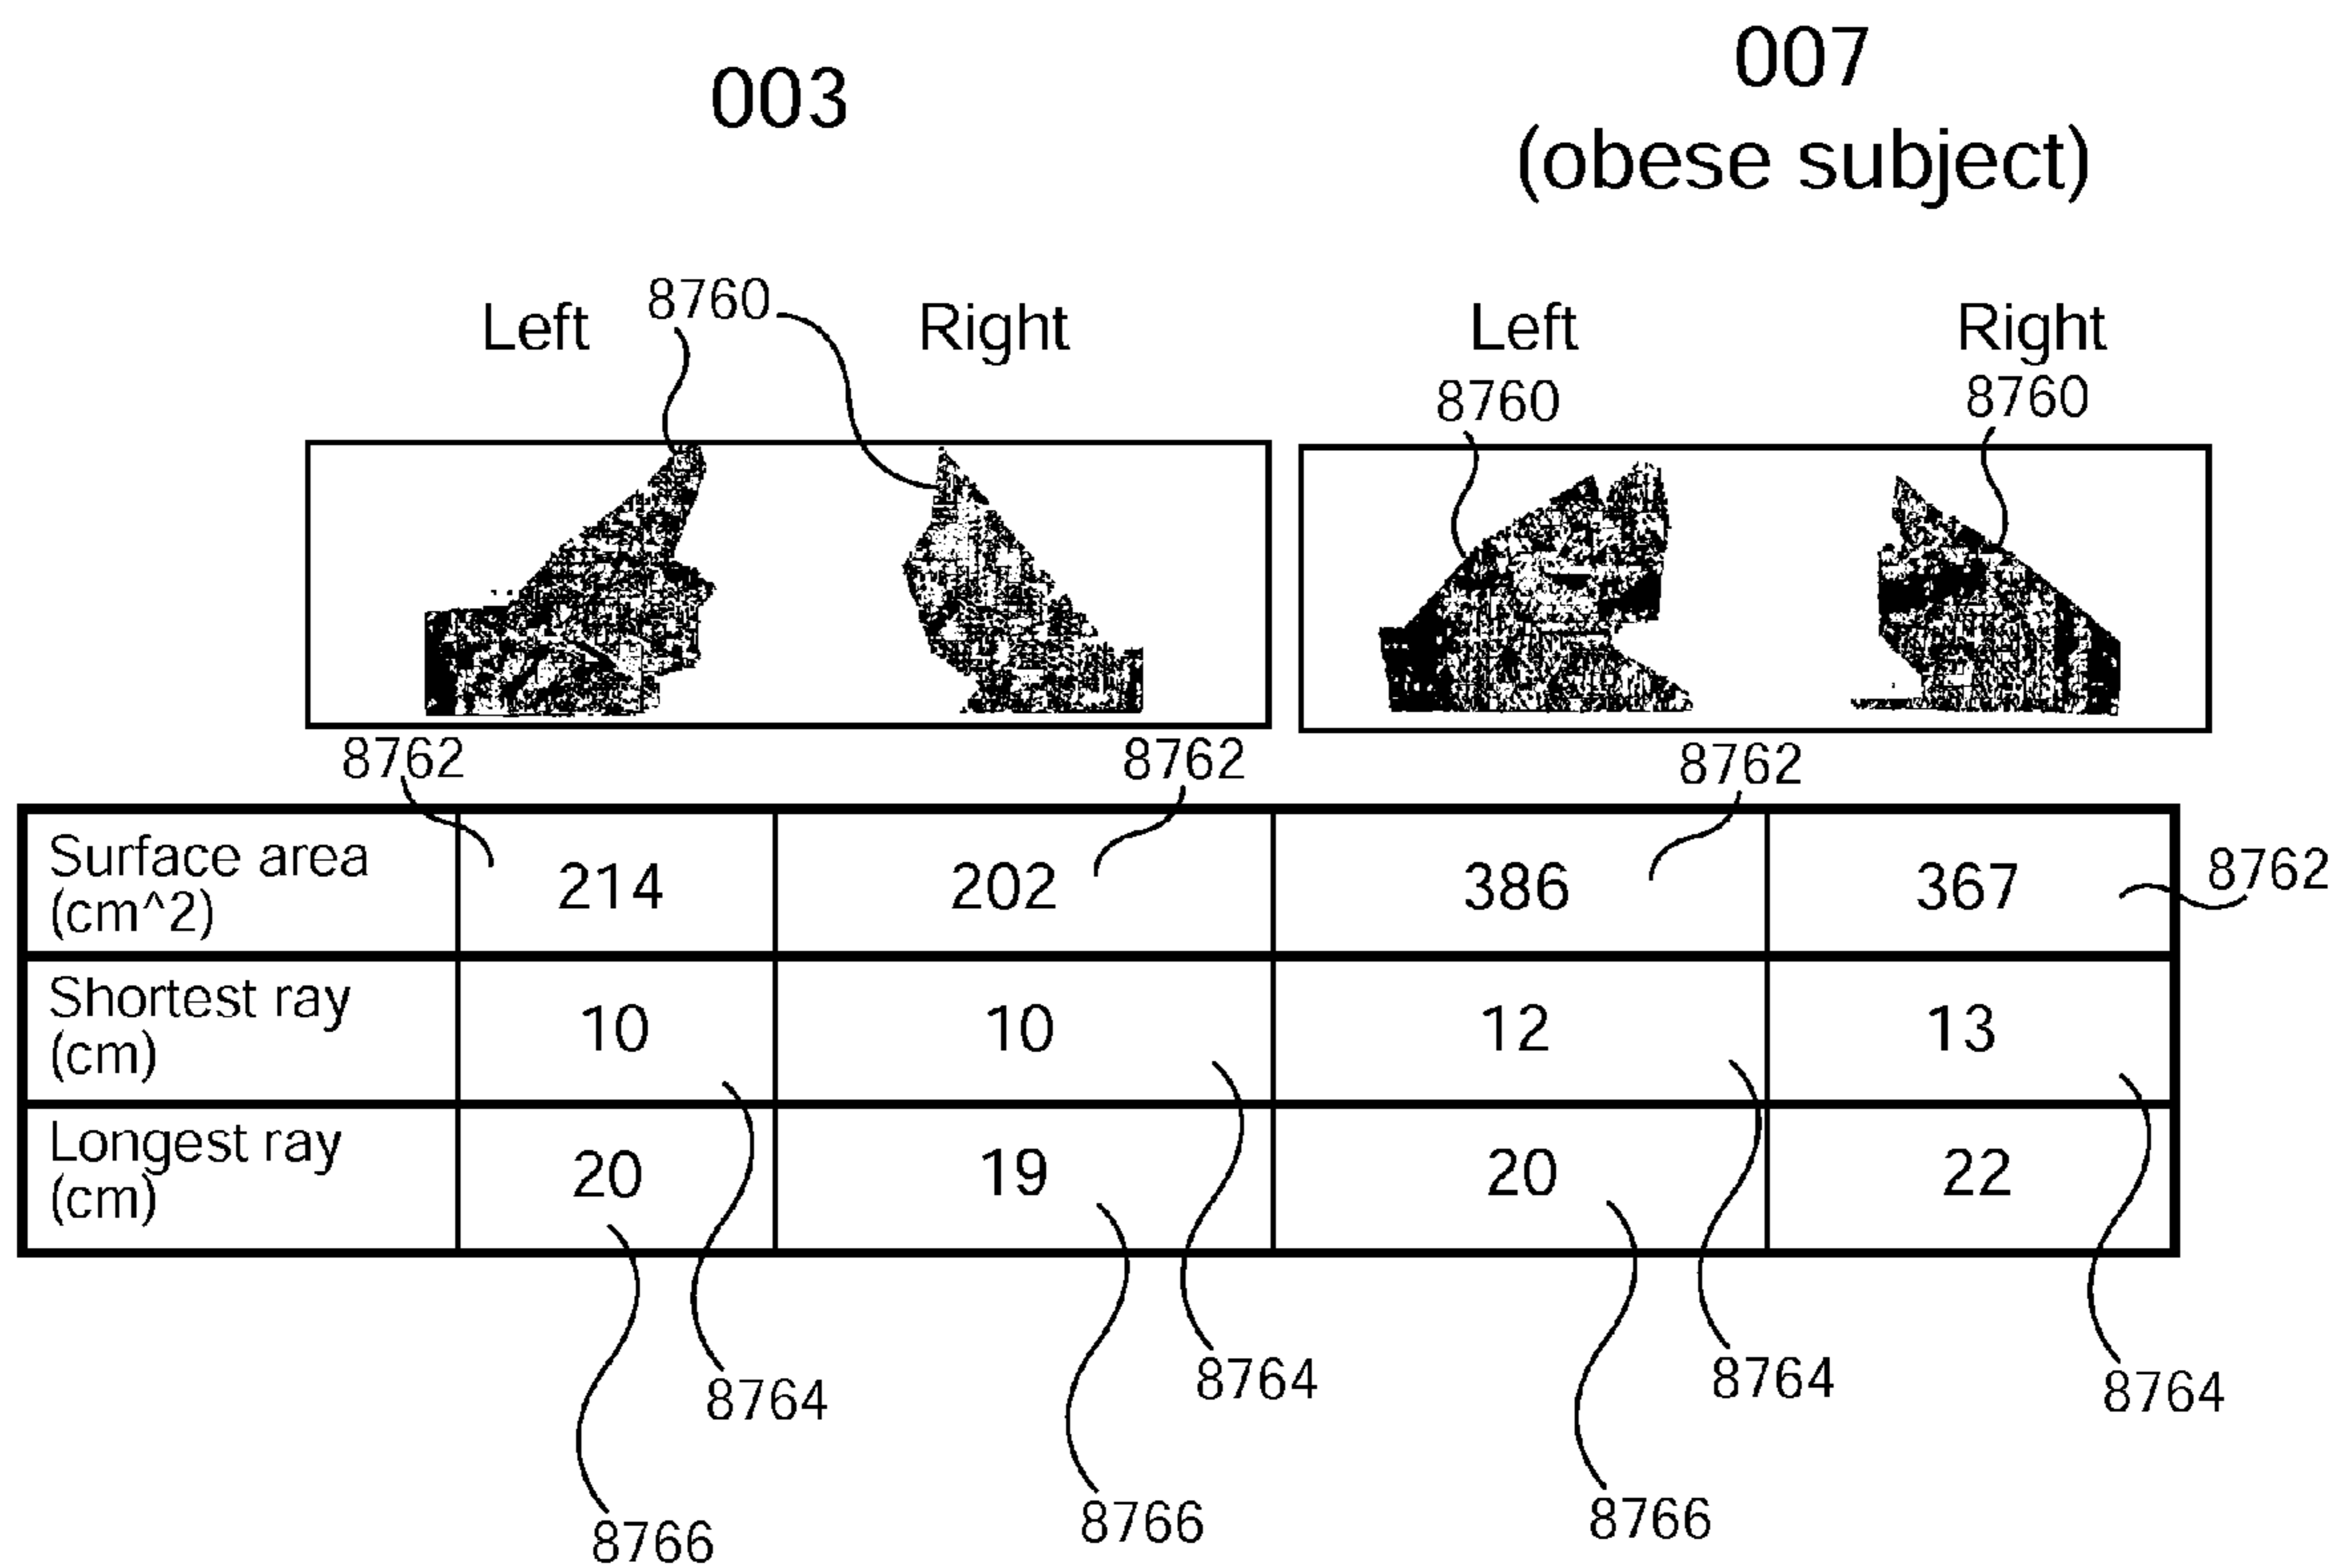 003
007
(obese subject)
Left
8760
Right
Left
Right
8760
8760
8762
8762
8762
Surface area
(cm^2)
214
202
386
367
8762
Shortest ray
(cm)
10
10
12
13
Longest ray
(cm)
20
19
20
22
8764
8764
8764
8764
8766
8766
8766